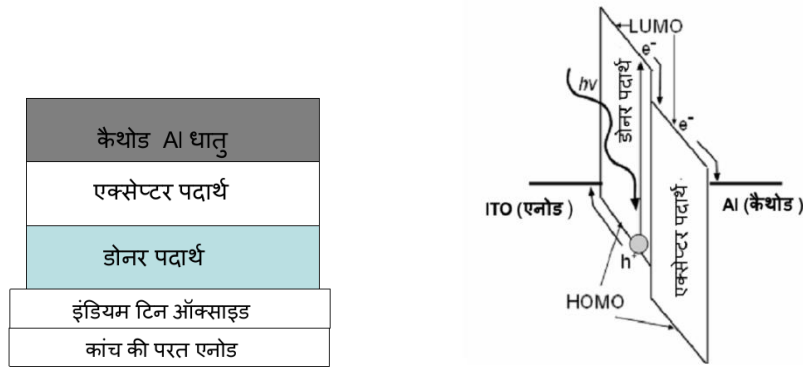 कैथोड Al धातु
एक्सेप्टर पदार्थ
डोनर पदार्थ
इंडियम टिन ऑक्साइड
कांच की परत एनोड
LUMO
e-
hv
डोनर पदार्थ
e-
ITO (एनोड )
Al (कैथोड )
एक्सेप्टर पदार्थ
h+
HOMO